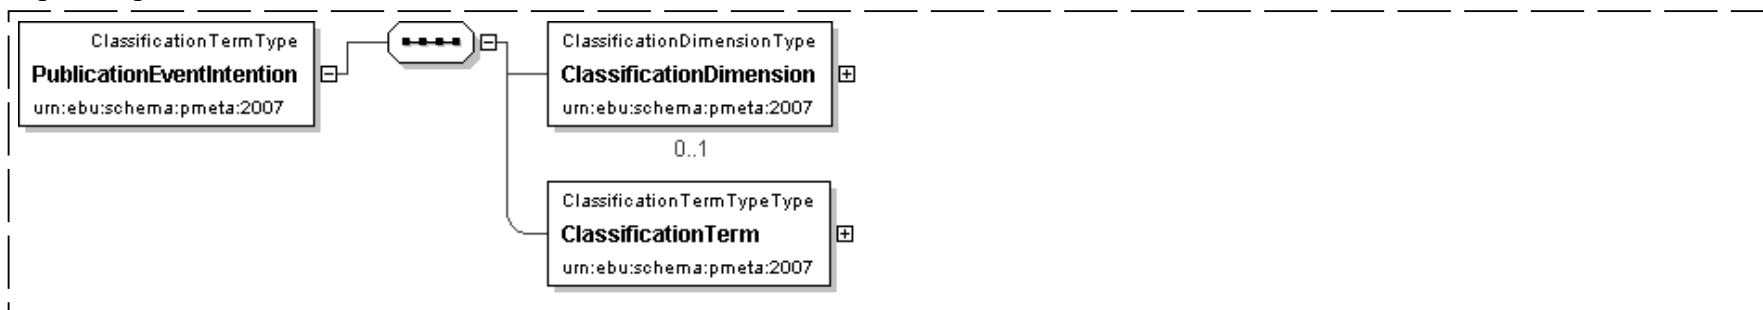 ClassificationTermType
PublicationEventIntention
urn:ebu:schema:pmeta:2007
ClassificationDimensionType
ClassificationDimension
urn:ebu:schema:pmeta:2007
0..1
ClassificationTermTypeType
ClassificationTerm
urn:ebu:schema:pmeta:2007